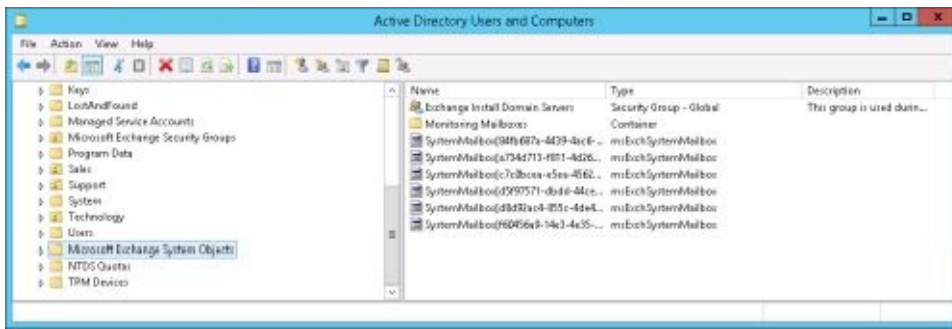 Active Directory Users and Computers
File Action View Help
Keys
LostAndFound
Managed Service Accounts
Microsoft Exchange Security Groups
Program Data
Sales
Support
System
Technology
Users
Microsoft Exchange System Objects
NTDS Quotas
TPM Devices
Name Type Description
Exchange Install Domain Servers Security Group - Global This group is used durin...
Monitoring Mailboxes Container
msExchSystemMailbox
msExchSystemMailbox
msExchSystemMailbox
msExchSystemMailbox
msExchSystemMailbox
msExchSystemMailbox